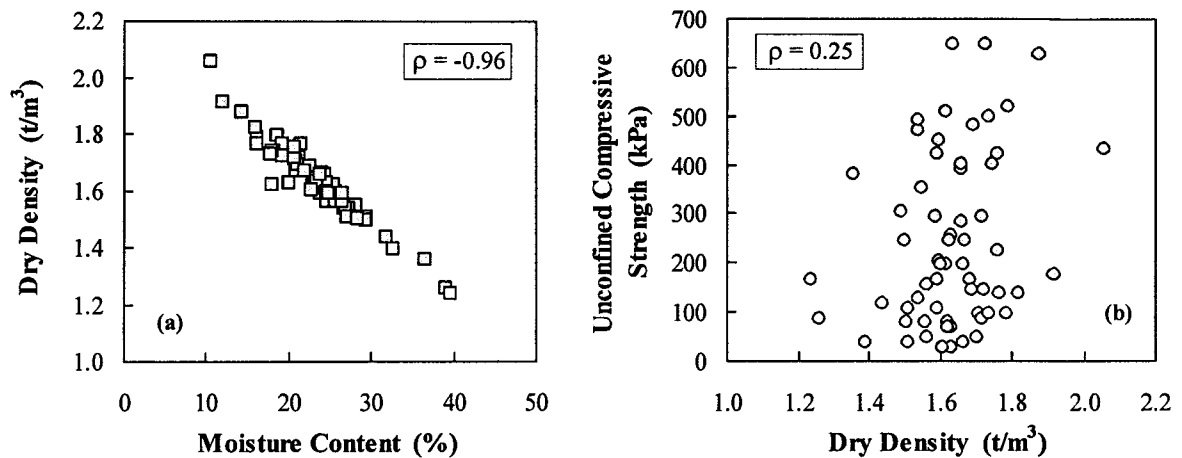 2.2
2.0
1.8
1.6
1.4
1.2
1.0
Dry Density (t/m³)
ρ = -0.96
(a)
0 10 20 30 40 50
Moisture Content (%)
700
600
500
400
300
200
100
0
Unconfined Compressive
Strength (kPa)
ρ = 0.25
(b)
1.0 1.2 1.4 1.6 1.8 2.0 2.2
Dry Density (t/m³)